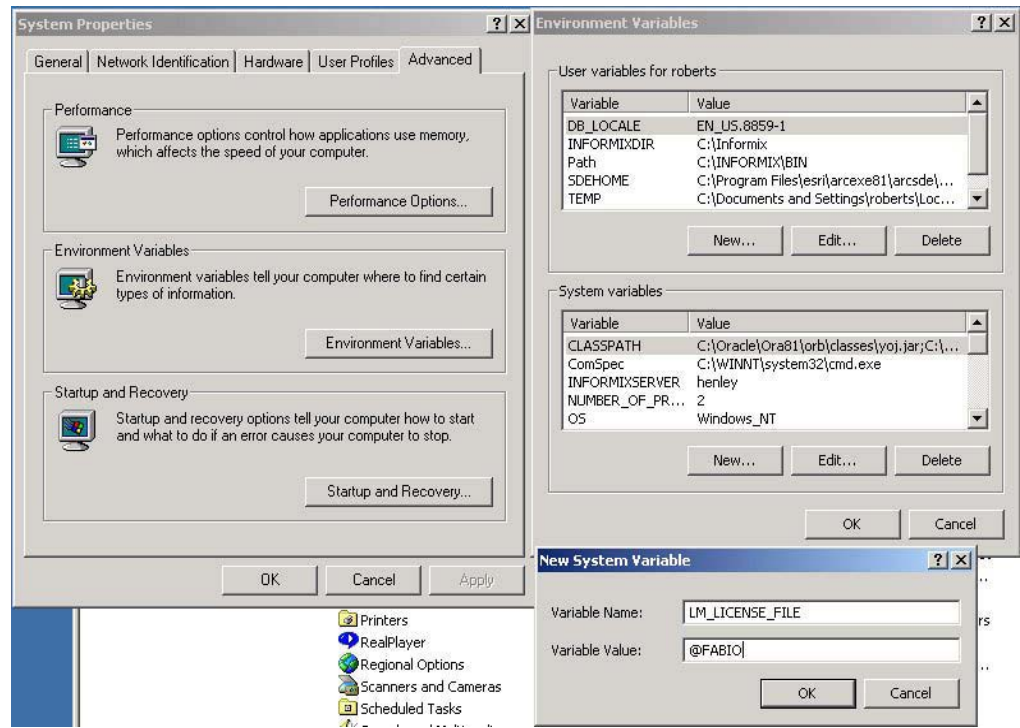 System Properties
General
Network Identification
Hardware
User Profiles
Advanced
Performance
Performance options control how applications use memory,
which affects the speed of your computer.
Performance Options...
Environment Variables
Environment variables tell your computer where to find certain
types of information.
Environment Variables...
Startup and Recovery
Startup and recovery options tell your computer how to start
and what to do if an error causes your computer to stop.
Startup and Recovery...
OK Cancel Apply
Environment Variables
User variables for roberts
Variable Value
DB_LOCALE EN_US.8859-1
INFORMIXDIR C:\Informix
Path C:\INFORMIX\BIN
SDEHOME C:\Program Files\esri\arcexe81\arcsde\...
TEMP C:\Documents and Settings\roberts\Loc...
New... Edit... Delete
System variables
Variable Value
CLASSPATH C:\Oracle\Ora81\orb\classes\yoj.jar;C:\...
ComSpec C:\WINNT\system32\cmd.exe
INFORMIXSERVER henley
NUMBER_OF_PR... 2
OS Windows_NT
New... Edit... Delete
OK Cancel
New System Variable
Variable Name: LM_LICENSE_FILE
Variable Value: @FABIO
OK Cancel
Printers
RealPlayer
Regional Options
Scanners and Cameras
Scheduled Tasks